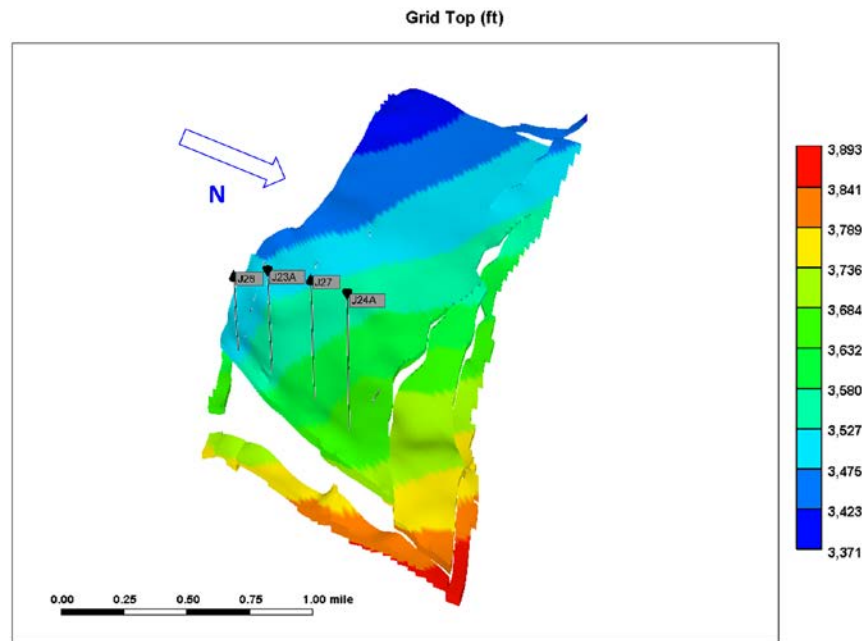 Grid Top (ft)
N
J26
J23A
J27
J24A
3,893
3,841
3,789
3,736
3,684
3,632
3,580
3,527
3,475
3,423
3,371
0.00 0.25 0.50 0.75 1.00 mile